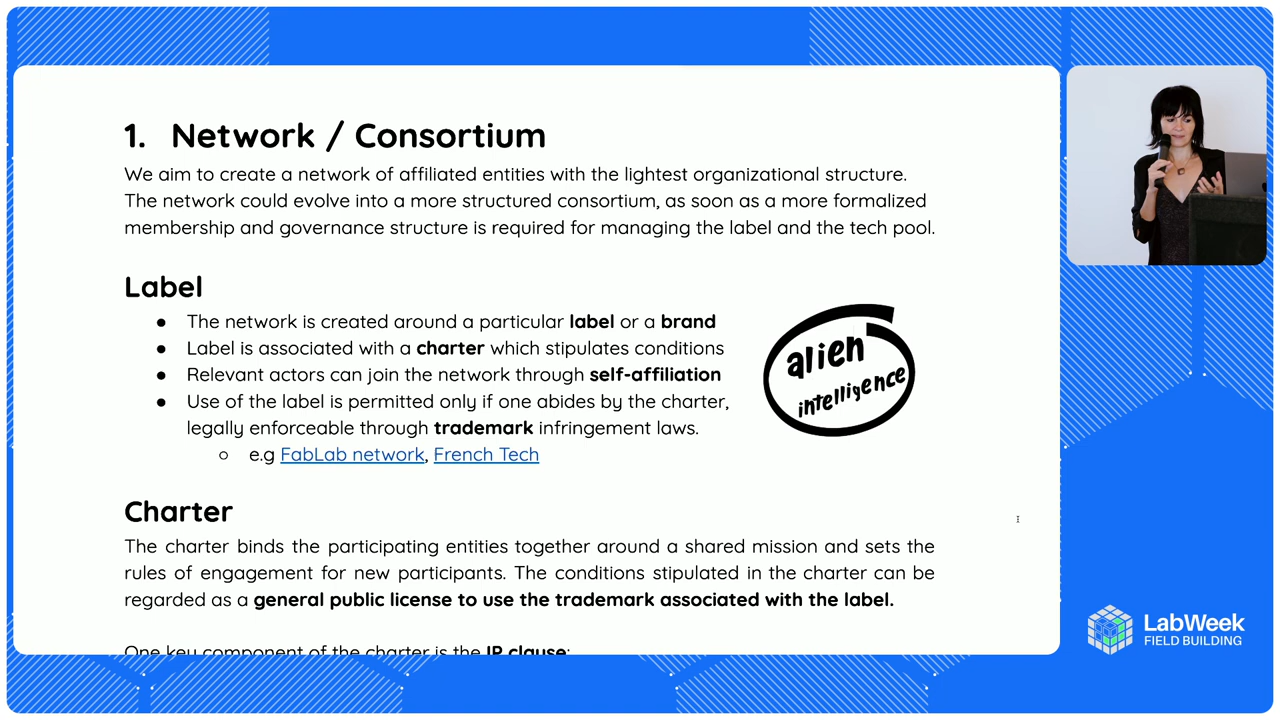 1. Network / Consortium
We aim to create a network of affiliated entities with the lightest organizational structure.
The network could evolve into a more structured consortium, as soon as a more formalized
membership and governance structure is required for managing the label and the tech pool.
Label
● The network is created around a particular label or a brand
● Label is associated with a charter which stipulates conditions
● Relevant actors can join the network through self-affiliation
● Use of the label is permitted only if one abides by the charter,
legally enforceable through trademark infringement laws.
○ e.g FabLab network, French Tech
alien
intelligence
Charter
The charter binds the participating entities together around a shared mission and sets the
rules of engagement for new participants. The conditions stipulated in the charter can be
regarded as a general public license to use the trademark associated with the label.
One key component of the charter is the IP clause:
LabWeek
FIELD BUILDING